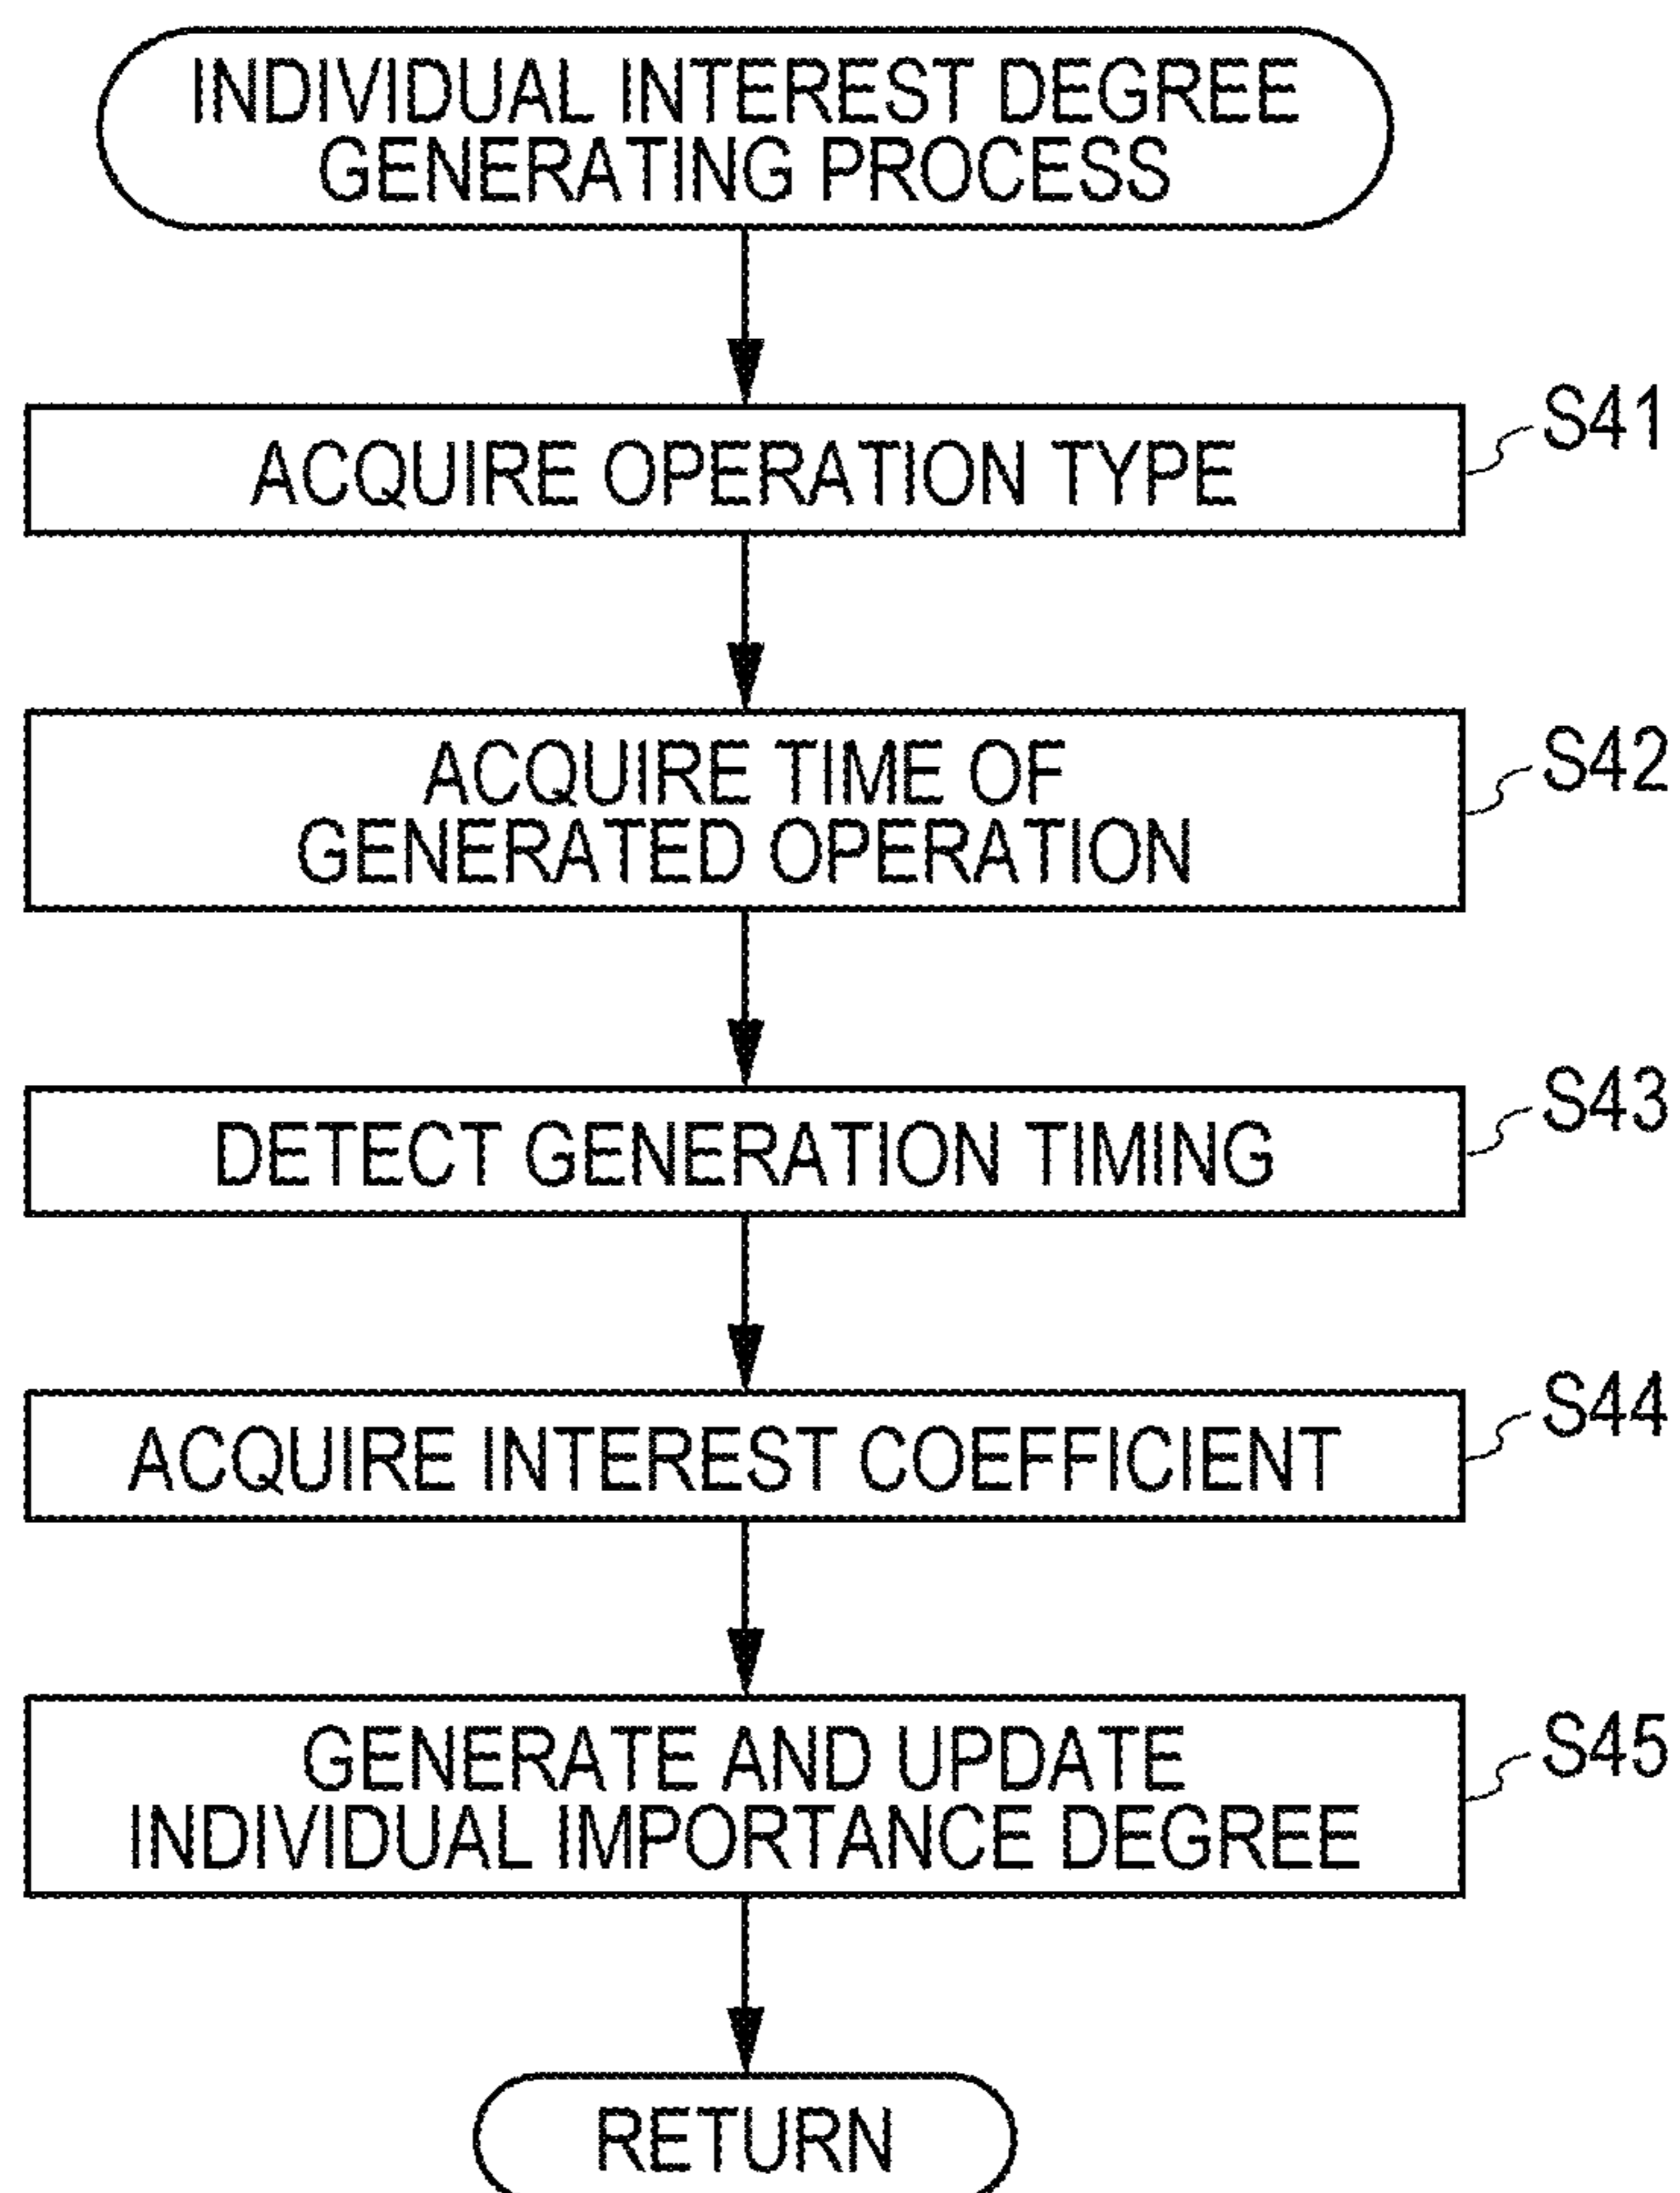 INDIVIDUAL INTEREST DEGREE
GENERATING PROCESS
ACQUIRE OPERATION TYPE
S41
ACQUIRE TIME OF
GENERATED OPERATION
S42
DETECT GENERATION TIMING
S43
ACQUIRE INTEREST COEFFICIENT
S44
GENERATE AND UPDATE
INDIVIDUAL IMPORTANCE DEGREE
S45
RETURN